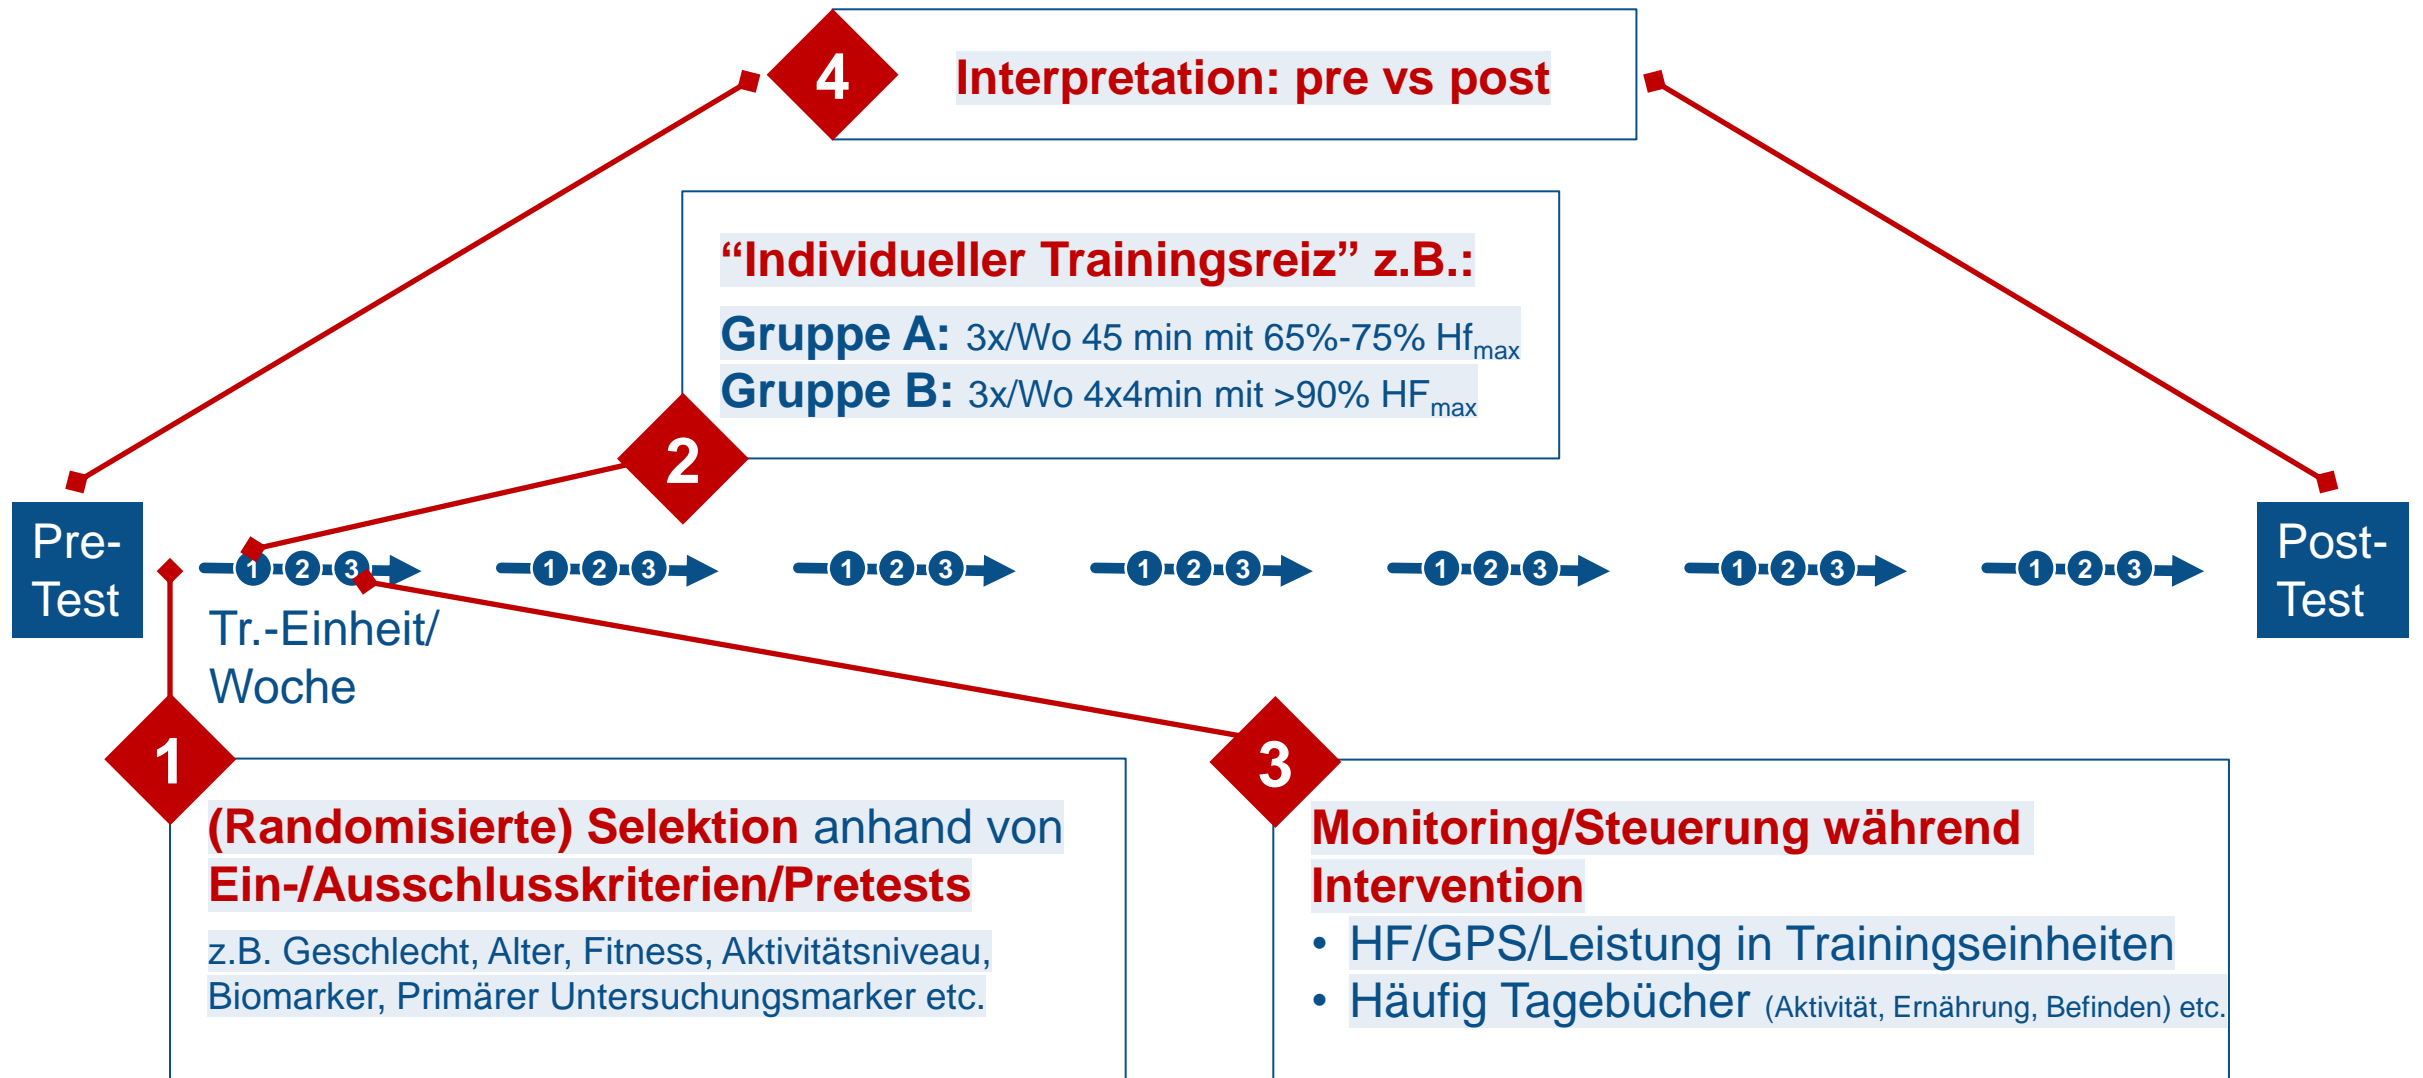 4
Interpretation: pre vs post
“Individueller Trainingsreiz” z.B.:
Gruppe A: 3x/Wo 45 min mit 65%-75% Hfmax
Gruppe B: 3x/Wo 4x4min mit >90% HFmax
2
Pre-
Test
1 2 3
1 2 3
1 2 3
1 2 3
1 2 3
1 2 3
1 2 3
Post-
Test
Tr.-Einheit/
Woche
1
(Randomisierte) Selektion anhand von
Ein-/Ausschlusskriterien/Pretests
z.B. Geschlecht, Alter, Fitness, Aktivitätsniveau,
Biomarker, Primärer Untersuchungsmarker etc.
3
Monitoring/Steuerung während
Intervention
• HF/GPS/Leistung in Trainingseinheiten
• Häufig Tagebücher (Aktivität, Ernährung, Befinden) etc.